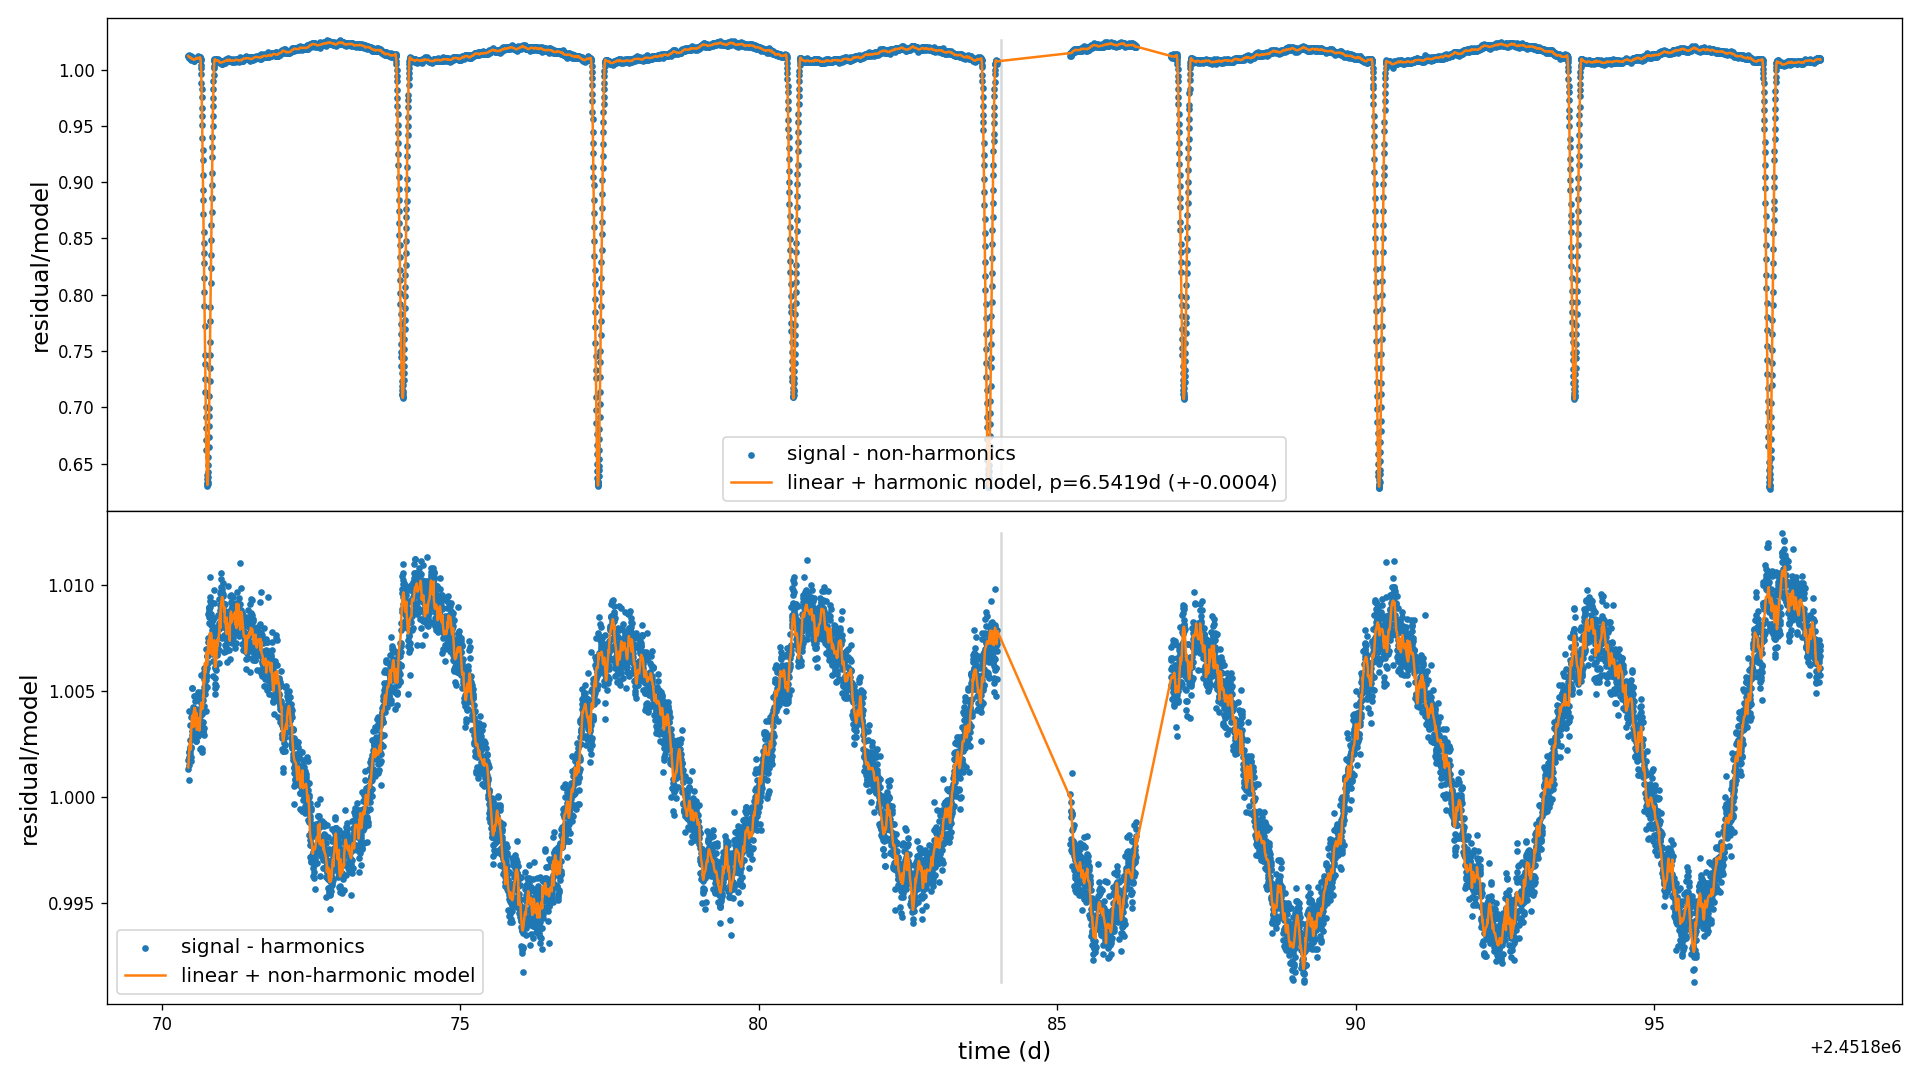 1.00
0.95
0.90
0.85
0.80
0.75
0.70
0.65
residual/model
signal - non-harmonics
linear + harmonic model, p=6.5419d (+-0.0004)
1.010
1.005
1.000
0.995
residual/model
signal - harmonics
linear + non-harmonic model
70 75 80 85 90 95
time (d)
+2.4518e6